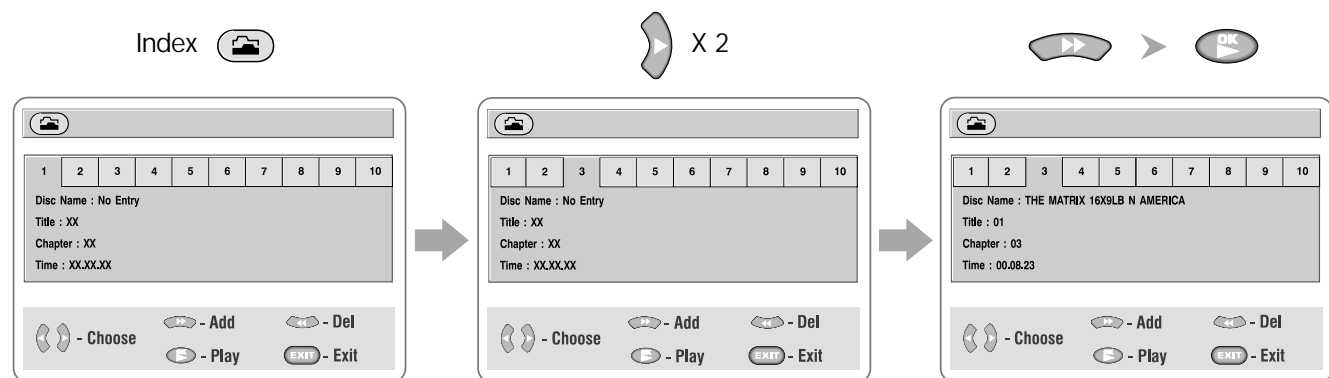 Index
X 2
OK
1 2 3 4 5 6 7 8 9 10
Disc Name : No Entry
Title : XX
Chapter : XX
Time : XX.XX.XX
- Choose
- Add
- Del
- Play
EXIT - Exit
1 2 3 4 5 6 7 8 9 10
Disc Name : No Entry
Title : XX
Chapter : XX
Time : XX.XX.XX
- Choose
- Add
- Del
- Play
EXIT - Exit
1 2 3 4 5 6 7 8 9 10
Disc Name : THE MATRIX 16X9LB N AMERICA
Title : 01
Chapter : 03
Time : 00.08.23
- Choose
- Add
- Del
- Play
EXIT - Exit